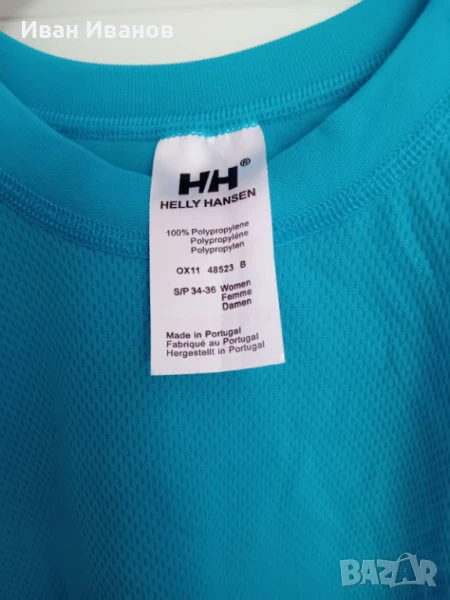 Иван Иванов
HH®
HELLY HANSEN
100% Polypropylene
Polypropylène
Polypropylen
OX11 48523 B
S/P 34-36 Women
Femme
Damen
Made in Portugal
Fabriqué au Portugal
Hergestellt in Portugal
BAZAR